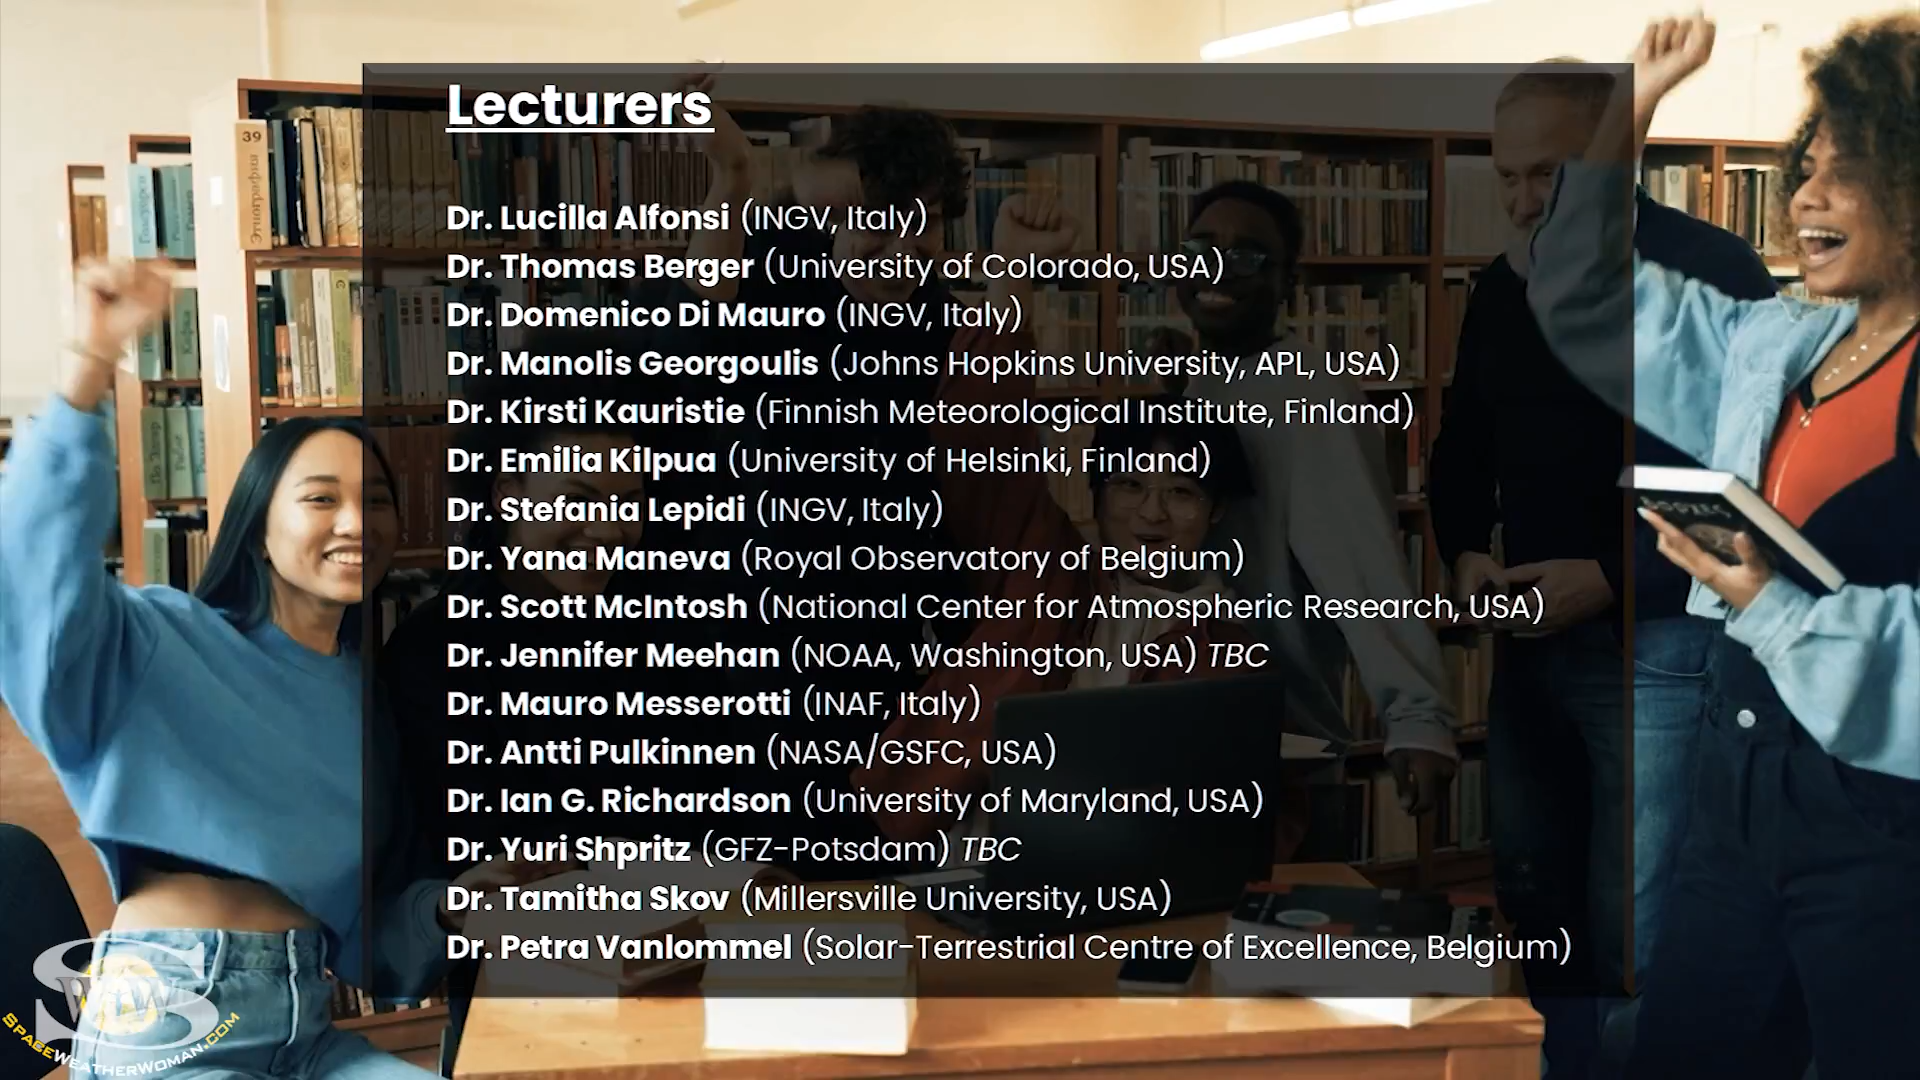 Lecturers
Dr. Lucilla Alfonsi (INGV, Italy)
Dr. Thomas Berger (University of Colorado, USA)
Dr. Domenico Di Mauro (INGV, Italy)
Dr. Manolis Georgoulis (Johns Hopkins University, APL, USA)
Dr. Kirsti Kauristie (Finnish Meteorological Institute, Finland)
Dr. Emilia Kilpua (University of Helsinki, Finland)
Dr. Stefania Lepidi (INGV, Italy)
Dr. Yana Maneva (Royal Observatory of Belgium)
Dr. Scott McIntosh (National Center for Atmospheric Research, USA)
Dr. Jennifer Meehan (NOAA, Washington, USA) TBC
Dr. Mauro Messerotti (INAF, Italy)
Dr. Antti Pulkinnen (NASA/GSFC, USA)
Dr. Ian G. Richardson (University of Maryland, USA)
Dr. Yuri Shpritz (GFZ-Potsdam) TBC
Dr. Tamitha Skov (Millersville University, USA)
Dr. Petra Vanlommel (Solar-Terrestrial Centre of Excellence, Belgium)
39
Этнография
SWW
SPACEWEATHERWOMAN.COM